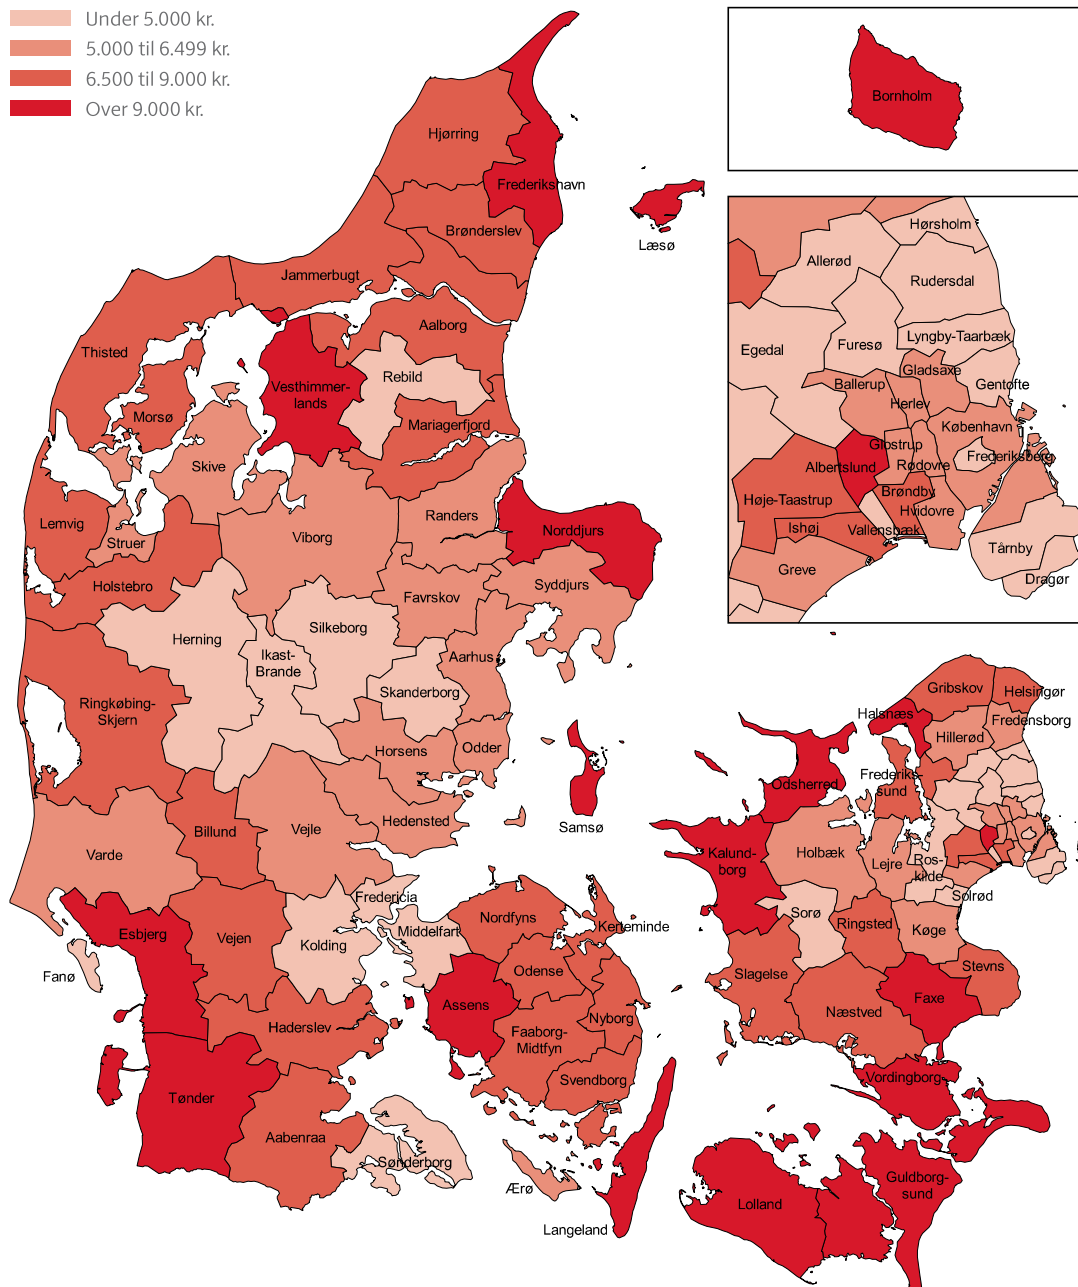 Under 5.000 kr.
5.000 til 6.499 kr.
6.500 til 9.000 kr.
Over 9.000 kr.
Hjørring
Frederikshavn
Læsø
Brønderslev
Jammerbugt
Aalborg
Thisted
Vesthimmer-
lands
Rebild
Morsø
Mariagerfjord
Skive
Lemvig
Struer
Viborg
Randers
Norddjurs
Holstebro
Favrskov
Syddjurs
Herning
Silkeborg
Ikast-
Brande
Aarhus
Skanderborg
Ringkøbing-
Skjern
Horsens
Odder
Samsø
Hedensted
Billund
Vejle
Varde
Fredericia
Esbjerg
Vejen
Kolding
Middelfart
Fanø
Nordfyns
Kerteminde
Odense
Assens
Haderslev
Faaborg-
Midtfyn
Nyborg
Svendborg
Tønder
Aabenraa
Sønderborg
Ærø
Langeland
Bornholm
Hørsholm
Allerød
Rudersdal
Egedal
Furesø
Lyngby-Taarbæk
Gladsaxe
Gentofte
Ballerup
Herlev
København
Glostrup
Frederiksberg
Albertslund
Rødovre
Høje-Taastrup
Brøndby
Hvidovre
Ishøj
Vallensbæk
Greve
Tårnby
Dragør
Gribskov
Helsingør
Halsnæs
Fredensborg
Hillerød
Odsherred
Frederiks-
sund
Kalund-
borg
Holbæk
Lejre
Ros-
kilde
Solrød
Sorø
Ringsted
Køge
Slagelse
Stevns
Faxe
Næstved
Vordingborg
Guldborg-
sund
Lolland